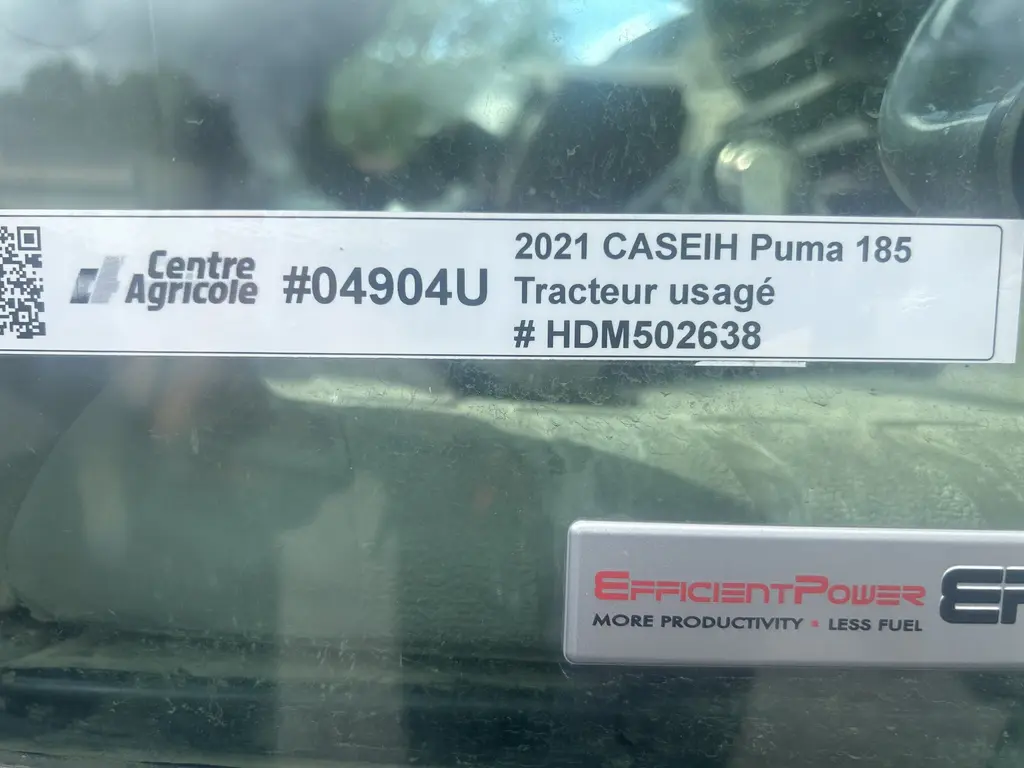 Centre
Agricole
#04904U
2021 CASEIH Puma 185
Tracteur usagé
# HDM502638
EFFICIENTPOWER
MORE PRODUCTIVITY • LESS FUEL